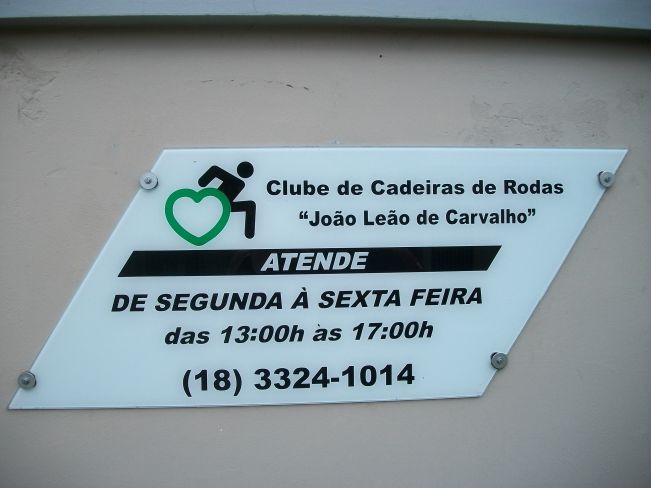 Clube de Cadeiras de Rodas
“João Leão de Carvalho”
ATENDE
DE SEGUNDA À SEXTA FEIRA
das 13:00h às 17:00h
(18) 3324-1014